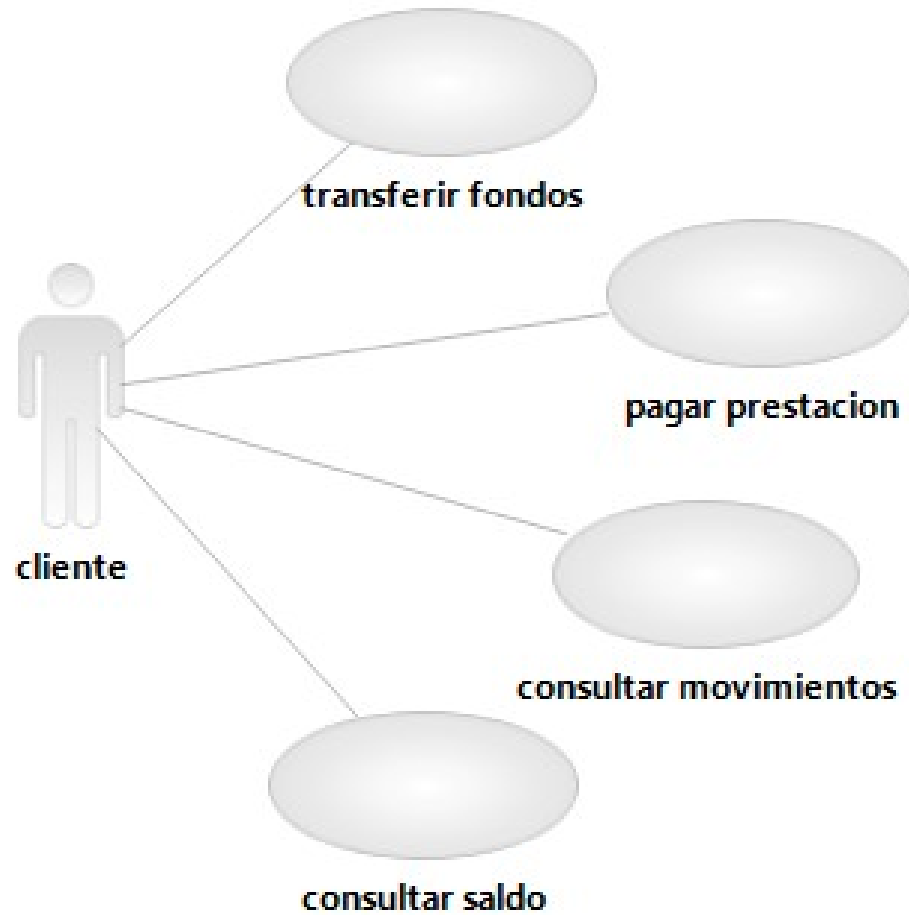 transferir fondos
pagar prestacion
cliente
consultar movimientos
consultar saldo